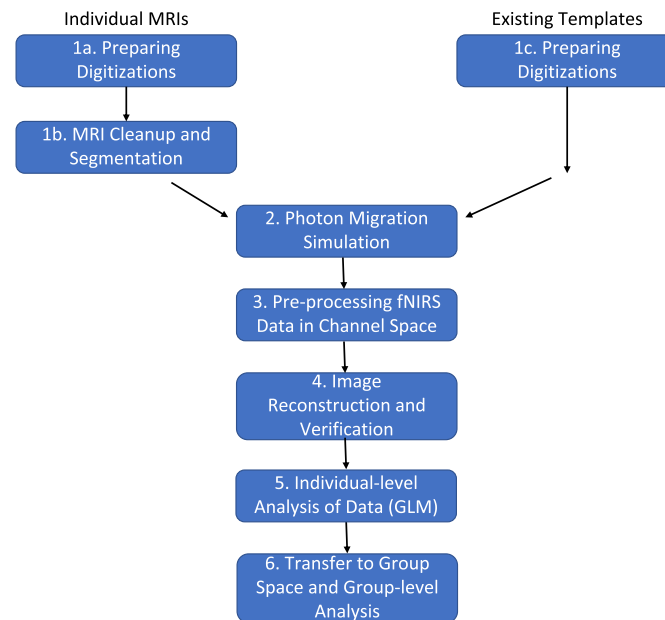 Individual MRIs
Existing Templates
1a. Preparing
Digitizations
1c. Preparing
Digitizations
1b. MRI Cleanup and
Segmentation
2. Photon Migration
Simulation
3. Pre-processing fNIRS
Data in Channel Space
4. Image
Reconstruction and
Verification
5. Individual-level
Analysis of Data (GLM)
6. Transfer to Group
Space and Group-level
Analysis